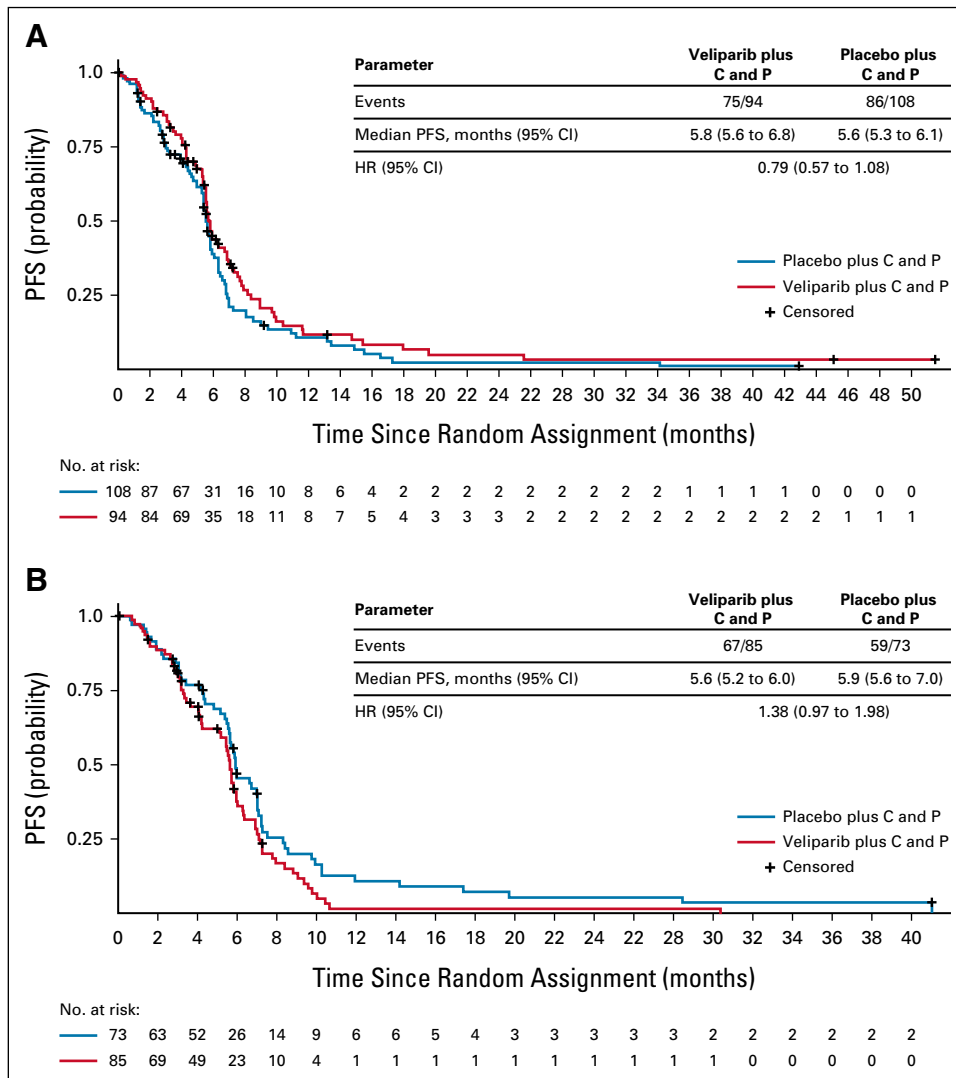 A
Parameter Veliparib plus C and P Placebo plus C and P
Events 75/94 86/108
Median PFS, months (95% CI) 5.8 (5.6 to 6.8) 5.6 (5.3 to 6.1)
HR (95% CI) 0.79 (0.57 to 1.08)
1.0
0.75
0.5
0.25
PFS (probability)
Placebo plus C and P
Veliparib plus C and P
Censored
0 2 4 6 8 10 12 14 16 18 20 22 24 26 28 22 32 34 36 38 40 42 44 46 48 50
Time Since Random Assignment (months)
No. at risk:
108 87 67 31 16 10 8 6 4 2 2 2 2 2 2 2 2 2 1 1 1 1 0 0 0 0
94 84 69 35 18 11 8 7 5 4 3 3 3 2 2 2 2 2 2 2 2 2 2 1 1 1
B
Parameter Veliparib plus C and P Placebo plus C and P
Events 67/85 59/73
Median PFS, months (95% CI) 5.6 (5.2 to 6.0) 5.9 (5.6 to 7.0)
HR (95% CI) 1.38 (0.97 to 1.98)
1.0
0.75
0.5
0.25
PFS (probability)
Placebo plus C and P
Veliparib plus C and P
Censored
0 2 4 6 8 10 12 14 16 18 20 22 24 26 28 30 32 34 36 38 40
Time Since Random Assignment (months)
No. at risk:
73 63 52 26 14 9 6 6 5 4 3 3 3 3 3 2 2 2 2 2 2
85 69 49 23 10 4 1 1 1 1 1 1 1 1 1 1 0 0 0 0 0